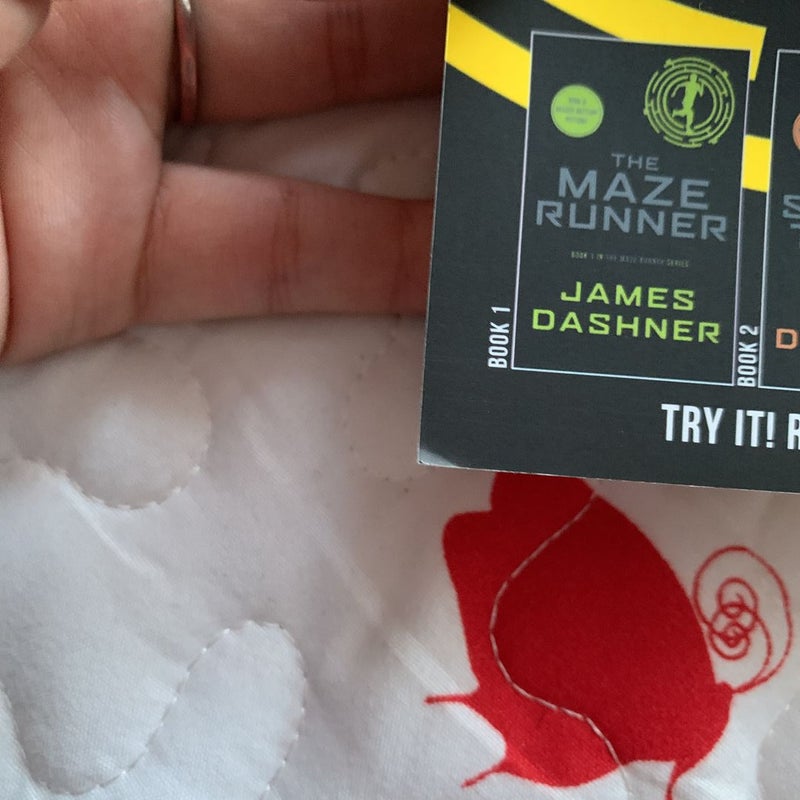 THE
MAZE
RUNNER
BOOK 1 IN THE MAZE RUNNER SERIES
JAMES
DASHNER
BOOK 1
BOOK 2
S
D
TRY IT! R